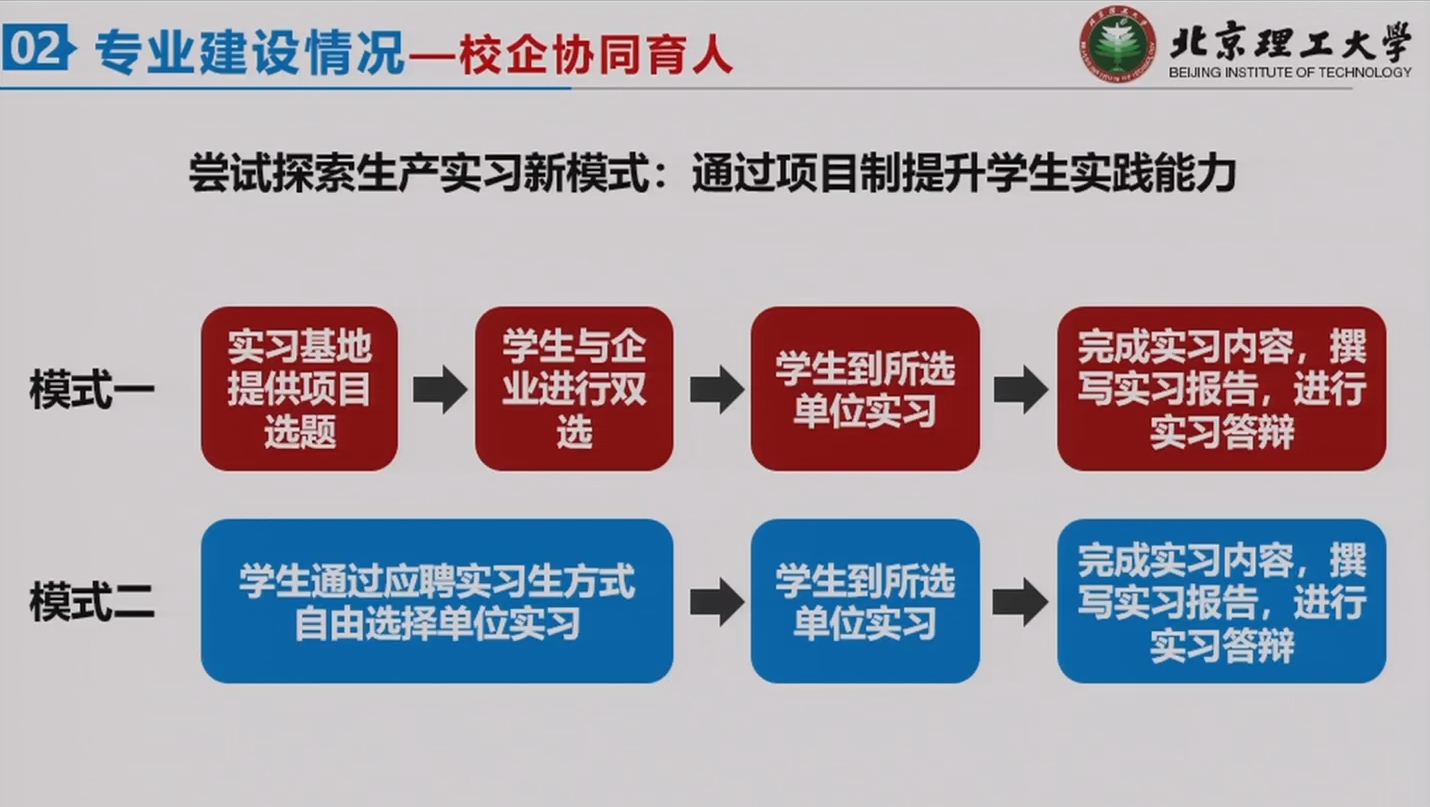 02
专业建设情况—校企协同育人
北京理工大学
BEIJING INSTITUTE OF TECHNOLOGY
尝试探索生产实习新模式：通过项目制提升学生实践能力
模式一
实习基地
提供项目
选题
学生与企
业进行双
选
学生到所选
单位实习
完成实习内容，撰
写实习报告，进行
实习答辩
模式二
学生通过应聘实习生方式
自由选择单位实习
学生到所选
单位实习
完成实习内容，撰
写实习报告，进行
实习答辩